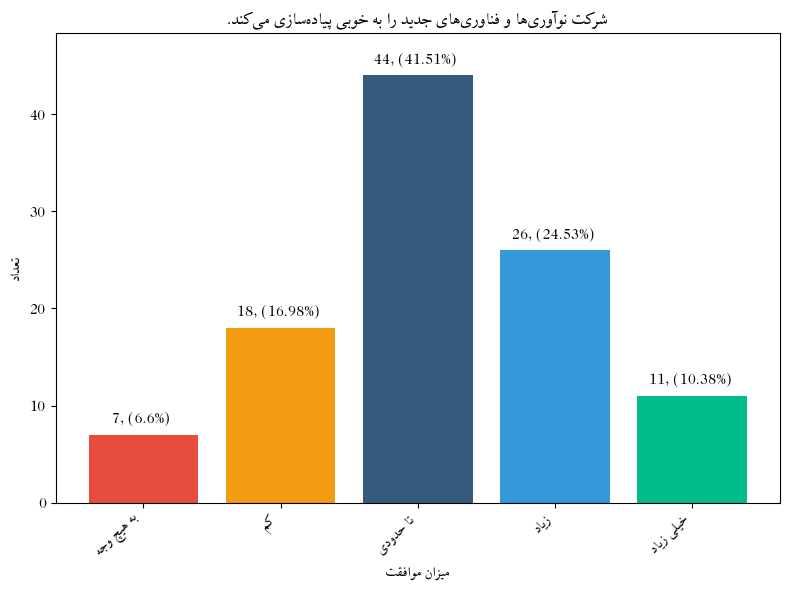 شرکت نوآوری‌ها و فناوری‌های جدید را به خوبی پیاده‌سازی می‌کند.
44, (41.51%)
26, (24.53%)
18, (16.98%)
11, (10.38%)
7, (6.6%)
تعداد
40
30
20
10
0
به هیچ وجه
کم
تا حدودی
زیاد
خیلی زیاد
میزان موافقت